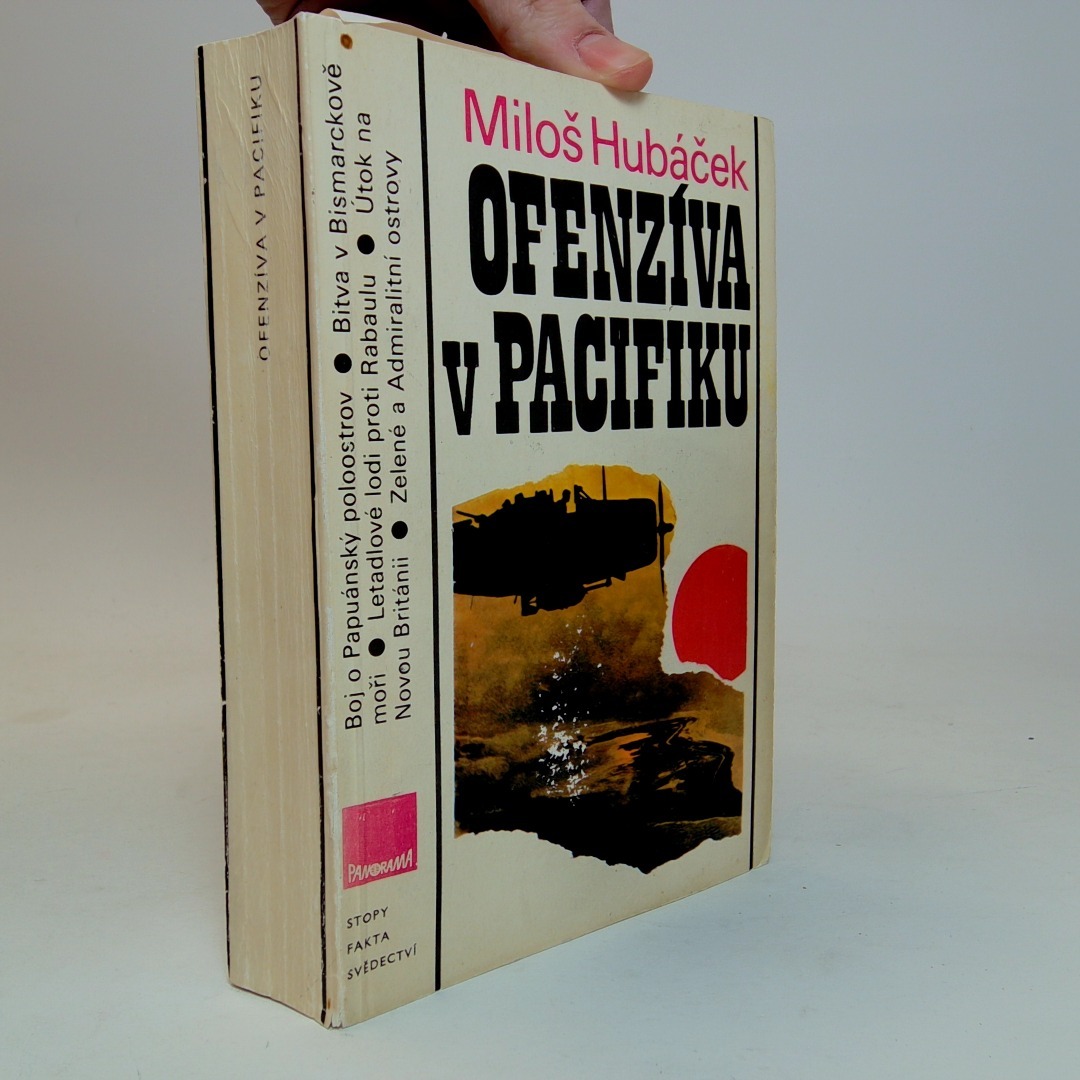 OFENZÍVA V PACIFIKU
Boj o Papuánský poloostrov ● Bitva v Bismarckově
moři ● Letadlové lodi proti Rabaulu ● Útok na
Novou Británii ● Zelené a Admiralitní ostrovy
PANORAMA
STOPY
FAKTA
SVĚDECTVÍ
Miloš Hubáček
OFENZÍVA
V PACIFIKU